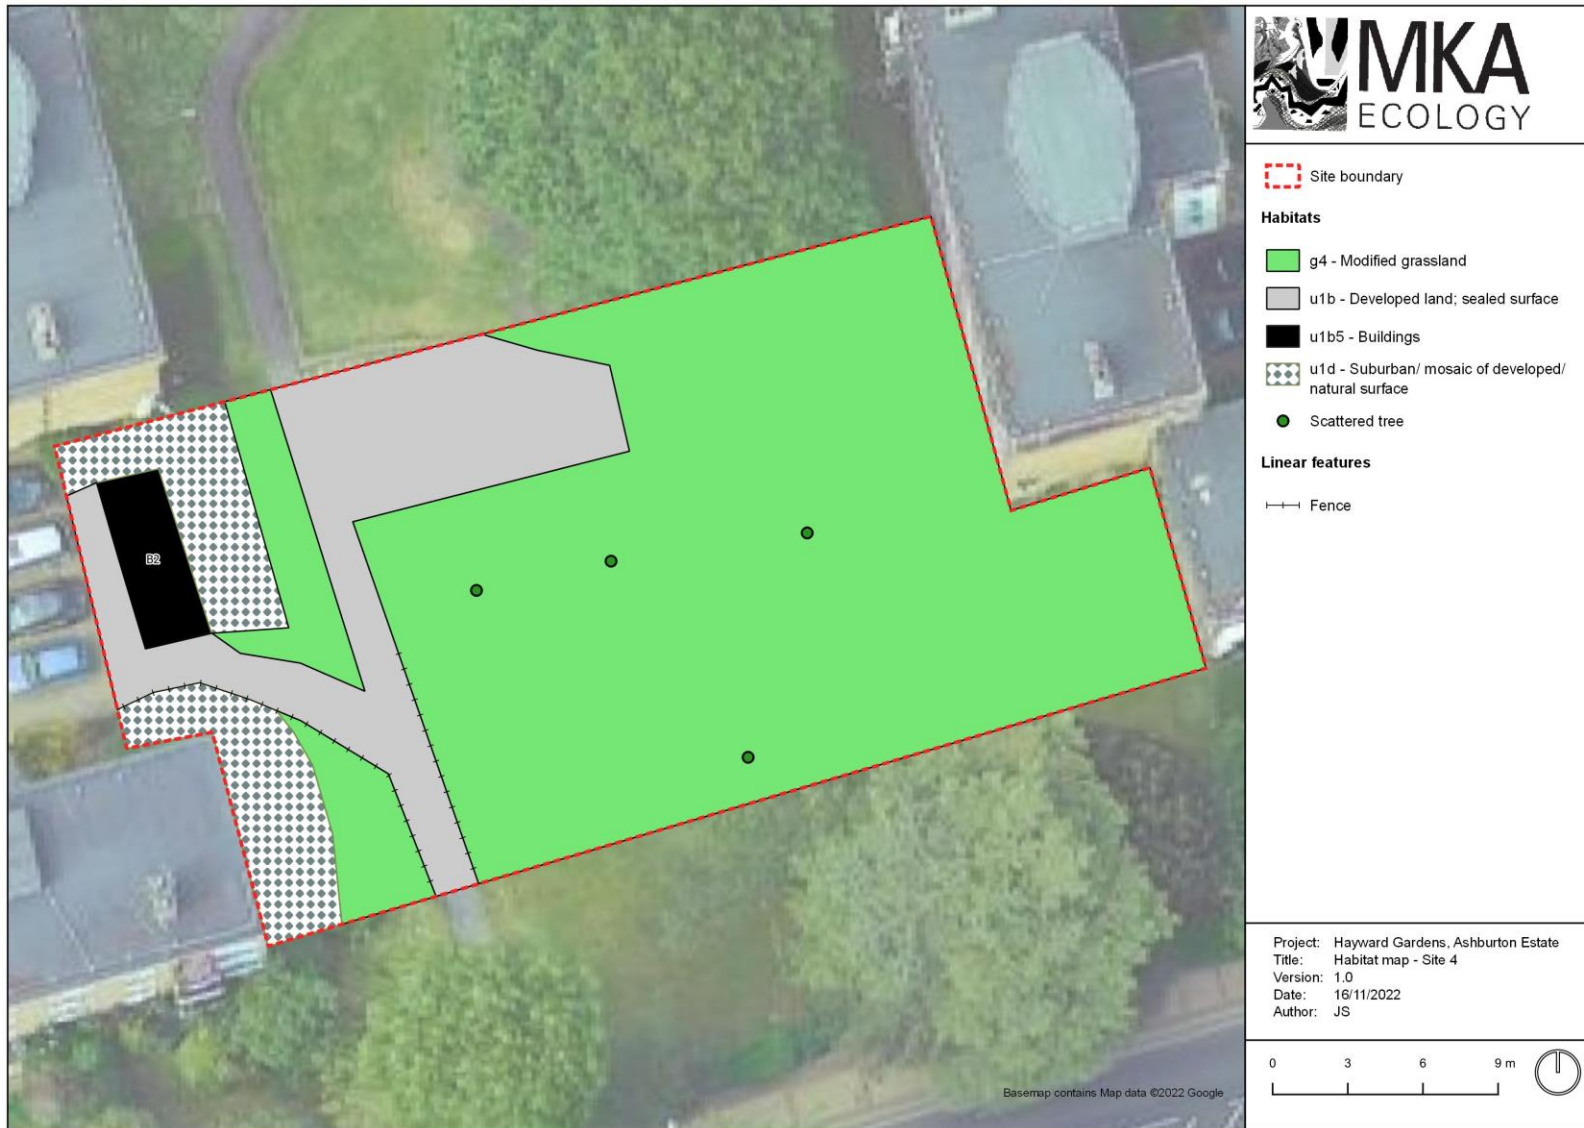 MKA
ECOLOGY
Site boundary
Habitats
g4 - Modified grassland
u1b - Developed land; sealed surface
u1b5 - Buildings
u1d - Suburban/ mosaic of developed/
natural surface
Scattered tree
Linear features
Fence
B2
Project: Hayward Gardens, Ashburton Estate
Title: Habitat map - Site 4
Version: 1.0
Date: 16/11/2022
Author: JS
0 3 6 9 m
Basemap contains Map data ©2022 Google